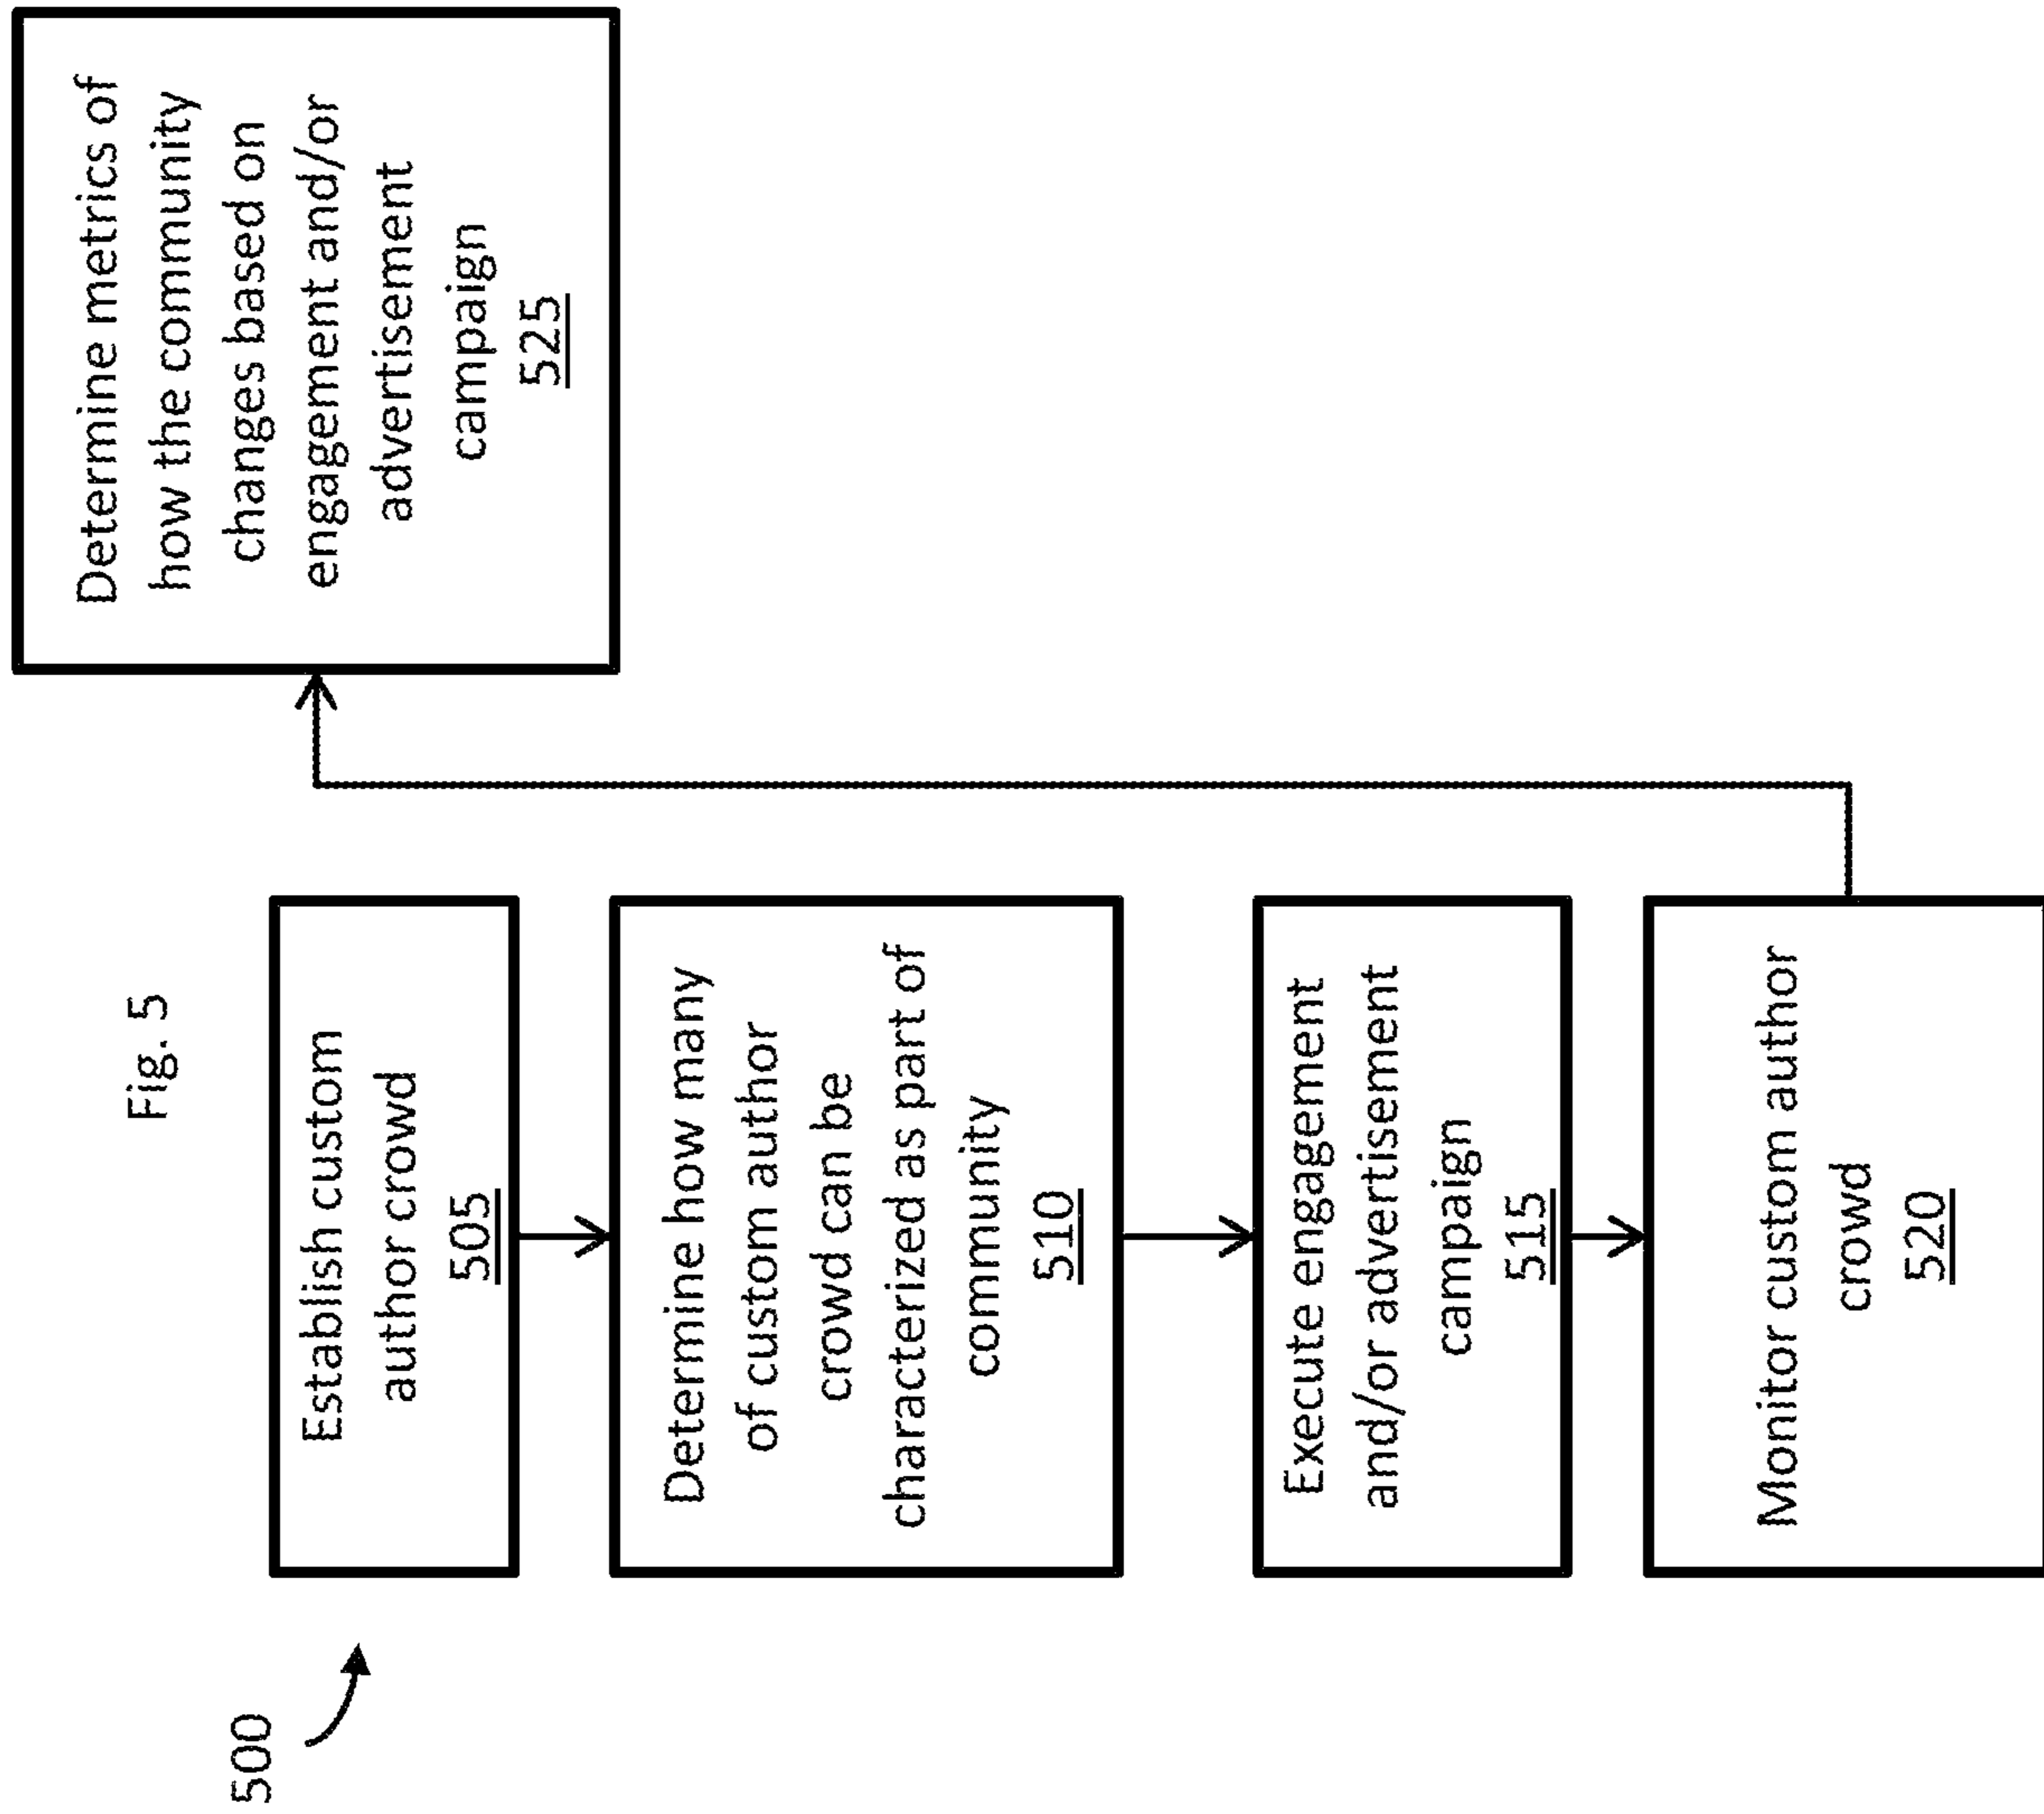 Fig. 5
500
Establish custom
author crowd
505
Determine how many
of custom author
crowd can be
characterized as part of
community
510
Execute engagement
and/or advertisement
campaign
515
Monitor custom author
crowd
520
Determine metrics of
how the community
changes based on
engagement and/or
advertisement
campaign
525